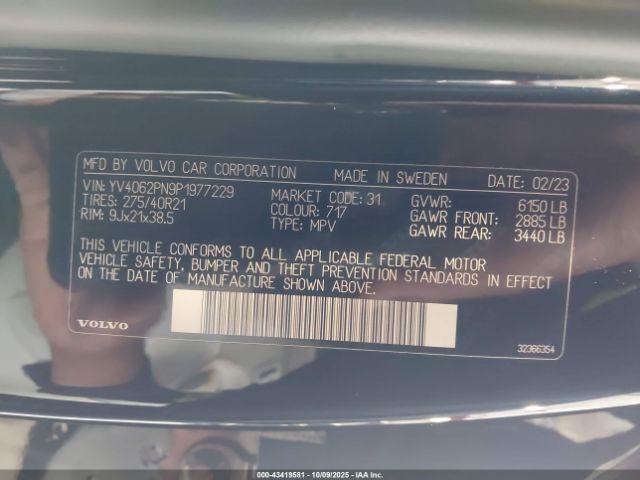 MFD BY VOLVO CAR CORPORATION MADE IN SWEDEN DATE: 02/23
VIN: YV4062PN9P1977229 MARKET CODE: 31 GVWR: 6150 LB
TIRES: 275/40R21 COLOUR: 717 GAWR FRONT: 2885 LB
RIM: 9Jx21x38.5 TYPE: MPV GAWR REAR: 3440 LB
THIS VEHICLE CONFORMS TO ALL APPLICABLE FEDERAL MOTOR
VEHICLE SAFETY, BUMPER AND THEFT PREVENTION STANDARDS IN EFFECT
ON THE DATE OF MANUFACTURE SHOWN ABOVE.
VOLVO 32366354
000-43419581 - 10/09/2025 - IAA Inc.